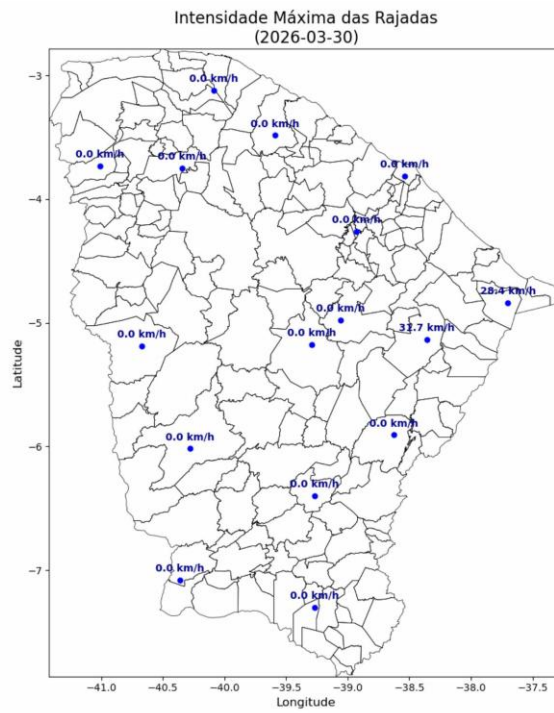 Intensidade Máxima das Rajadas
(2026-03-30)
−3
0.0 km/h
0.0 km/h
0.0 km/h
0.0 km/h
0.0 km/h
−4
0.0 km/h
28.4 km/h
0.0 km/h
−5
0.0 km/h
0.0 km/h
31.7 km/h
Latitude
0.0 km/h
0.0 km/h
−6
0.0 km/h
−7
0.0 km/h
0.0 km/h
−41.0
−40.5
−40.0
−39.5
−39.0
−38.5
−38.0
−37.5
Longitude